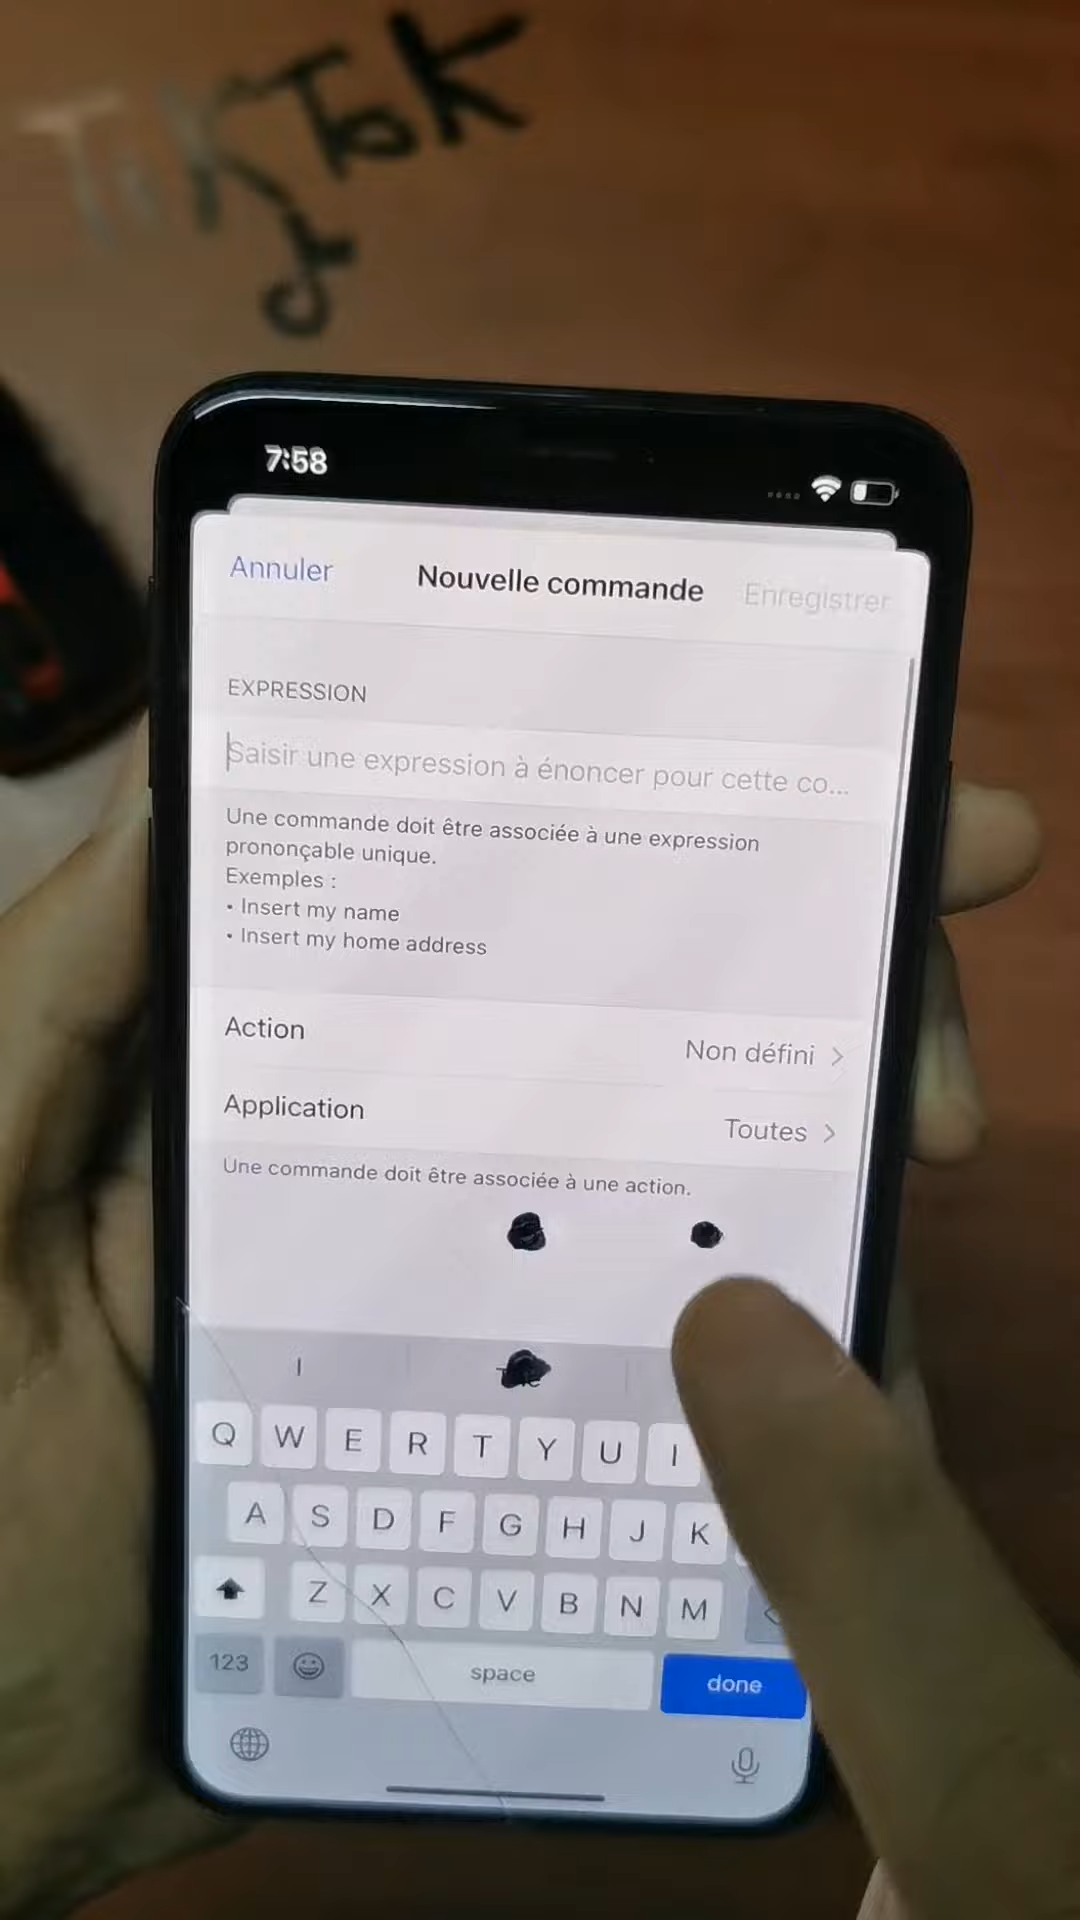 TikTok
7:58
Annuler
Nouvelle commande
Enregistrer
EXPRESSION
Saisir une expression à énoncer pour cette co...
Une commande doit être associée à une expression
prononçable unique.
Exemples :
• Insert my name
• Insert my home address
Action
Non défini
Application
Toutes
Une commande doit être associée à une action.
I
Q W E R T Y U I
A S D F G H J K
Z X C V B N M
123
space
done